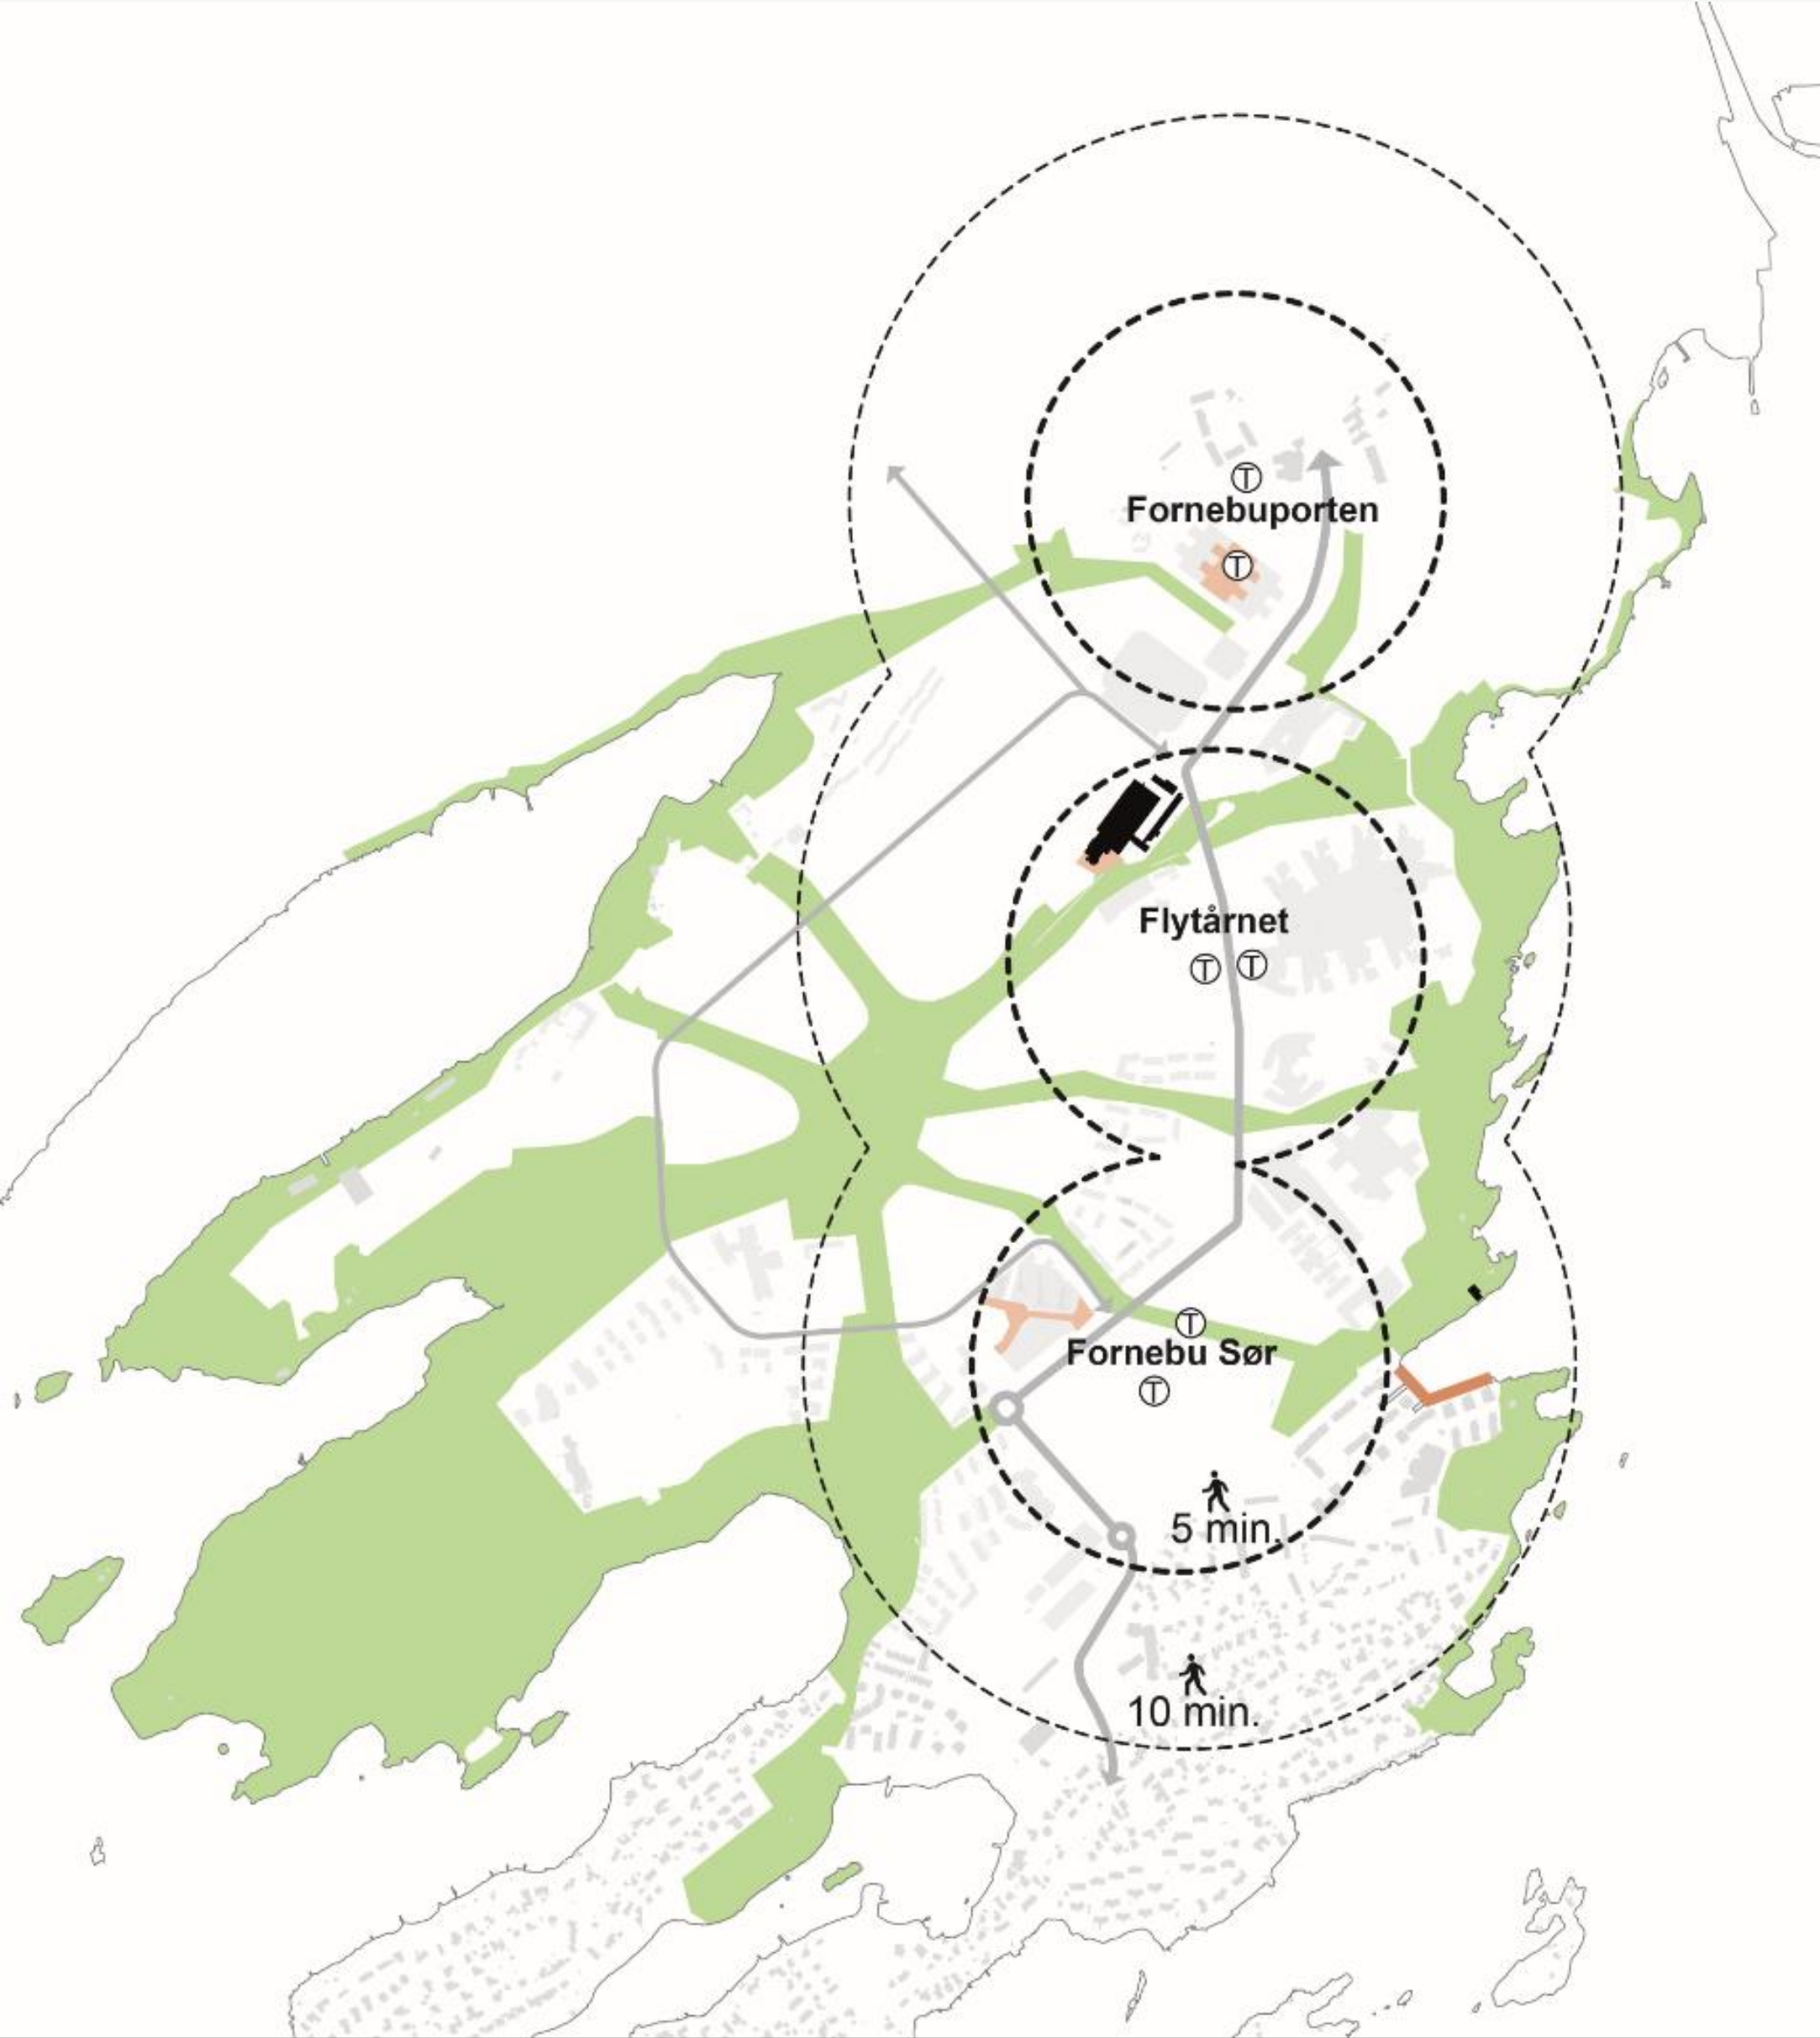 Ⓣ
Fornebuporten
Ⓣ
Flytårnet
Ⓣ Ⓣ
Ⓣ
Fornebu Sør
Ⓣ
5 min.
10 min.